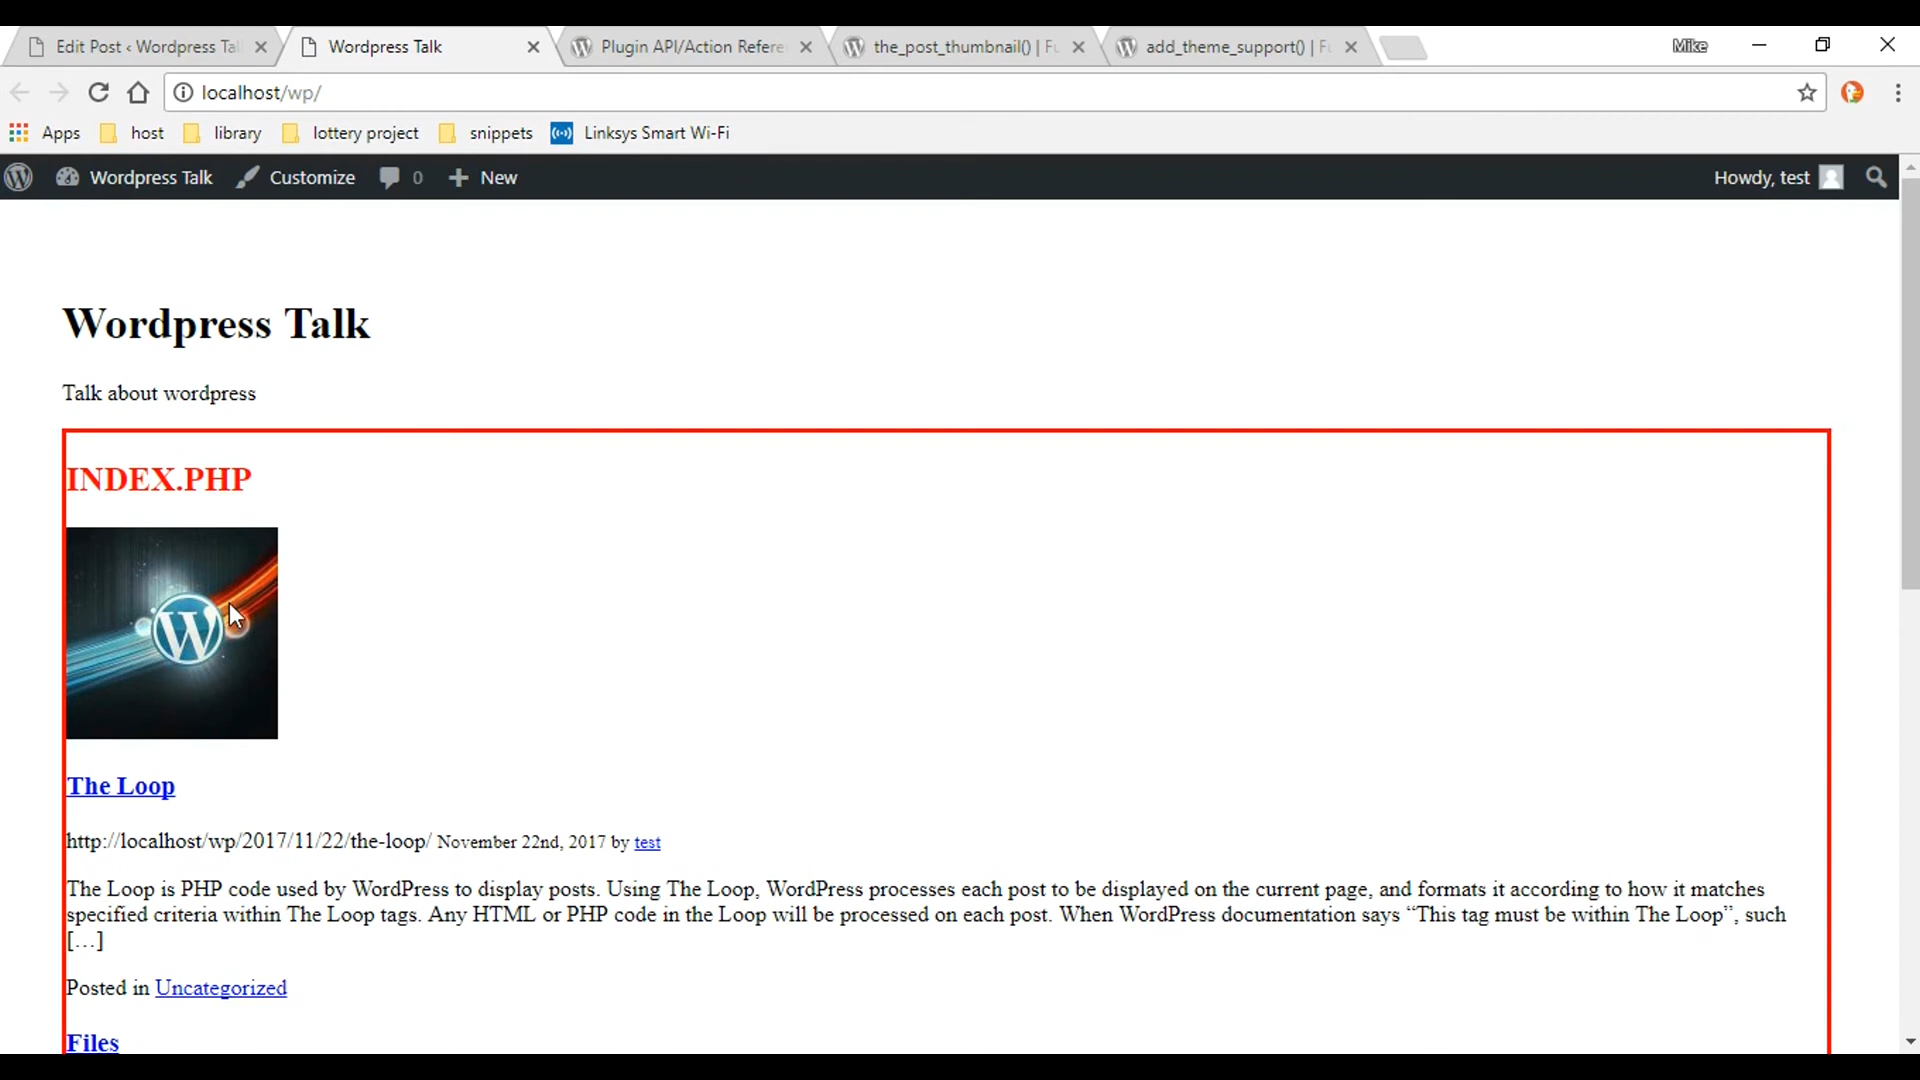 Edit Post ‹ Wordpress Tal
Wordpress Talk
Plugin API/Action Refere
the_post_thumbnail() | Fu
add_theme_support() | Fu
Mike
localhost/wp/
Apps
host
library
lottery project
snippets
Linksys Smart Wi-Fi
Wordpress Talk
Customize
0
New
Howdy, test
Wordpress Talk
Talk about wordpress
INDEX.PHP
The Loop
http://localhost/wp/2017/11/22/the-loop/ November 22nd, 2017 by test
The Loop is PHP code used by WordPress to display posts. Using The Loop, WordPress processes each post to be displayed on the current page, and formats it according to how it matches
specified criteria within The Loop tags. Any HTML or PHP code in the Loop will be processed on each post. When WordPress documentation says “This tag must be within The Loop”, such
[…]
Posted in Uncategorized
Files